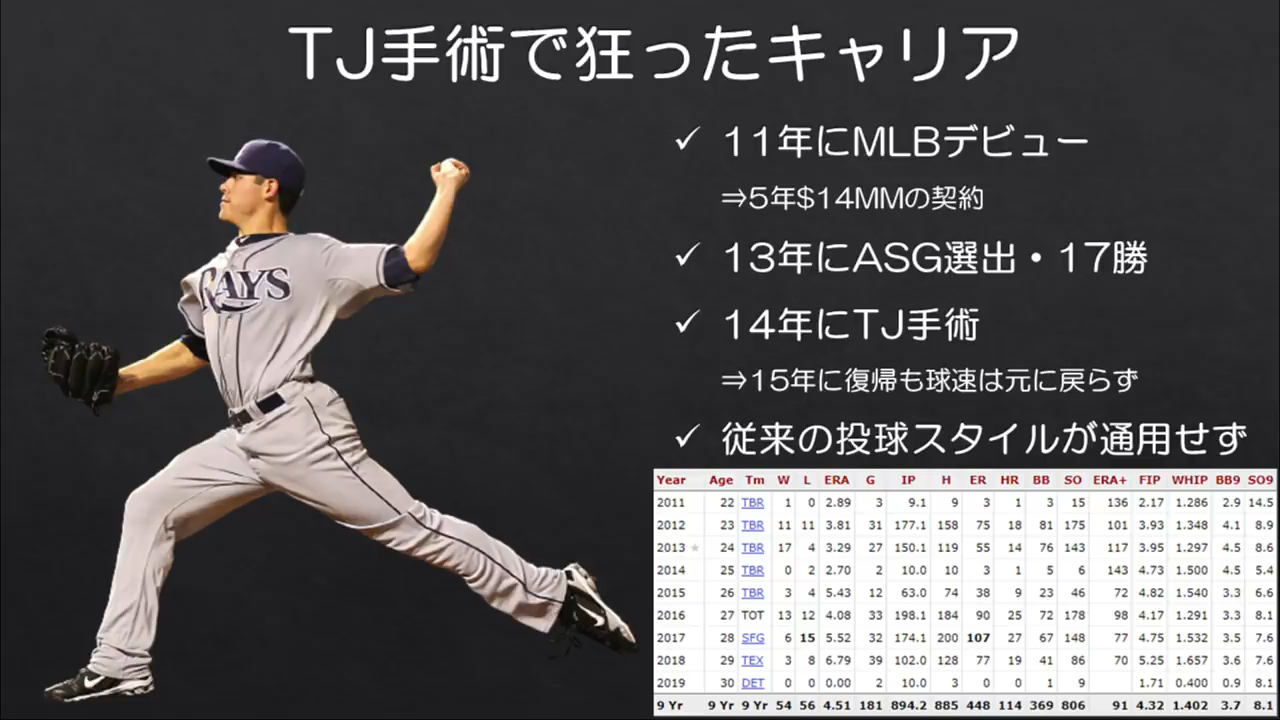 TJ手術で狂ったキャリア
✓ 11年にMLBデビュー
⇒5年$14MMの契約
✓ 13年にASG選出・17勝
✓ 14年にTJ手術
⇒15年に復帰も球速は元に戻らず
✓ 従来の投球スタイルが通用せず
RAYS
Year Age Tm W L ERA G IP H ER HR BB SO ERA+ FIP WHIP BB9 SO9
2011 22 TBR 1 0 2.89 3 9.1 9 3 1 3 15 136 2.17 1.286 2.9 14.5
2012 23 TBR 11 11 3.81 31 177.1 158 75 18 81 175 101 3.93 1.348 4.1 8.9
2013 ★ 24 TBR 17 4 3.29 27 150.1 119 55 14 76 143 117 3.95 1.297 4.5 8.6
2014 25 TBR 0 2 2.70 2 10.0 10 3 1 5 6 143 4.73 1.500 4.5 5.4
2015 26 TBR 3 4 5.43 12 63.0 74 38 9 23 46 72 4.82 1.540 3.3 6.6
2016 27 TOT 13 12 4.08 33 198.1 184 90 25 72 178 98 4.17 1.291 3.3 8.1
2017 28 SFG 6 15 5.52 32 174.1 200 107 27 67 148 77 4.75 1.532 3.5 7.6
2018 29 TEX 3 8 6.79 39 102.0 128 77 19 41 86 70 5.25 1.657 3.6 7.6
2019 30 DET 0 0 0.00 2 10.0 3 0 0 1 9 1.71 0.400 0.9 8.1
9 Yr 9 Yr 9 Yr 54 56 4.51 181 894.2 885 448 114 369 806 91 4.32 1.402 3.7 8.1